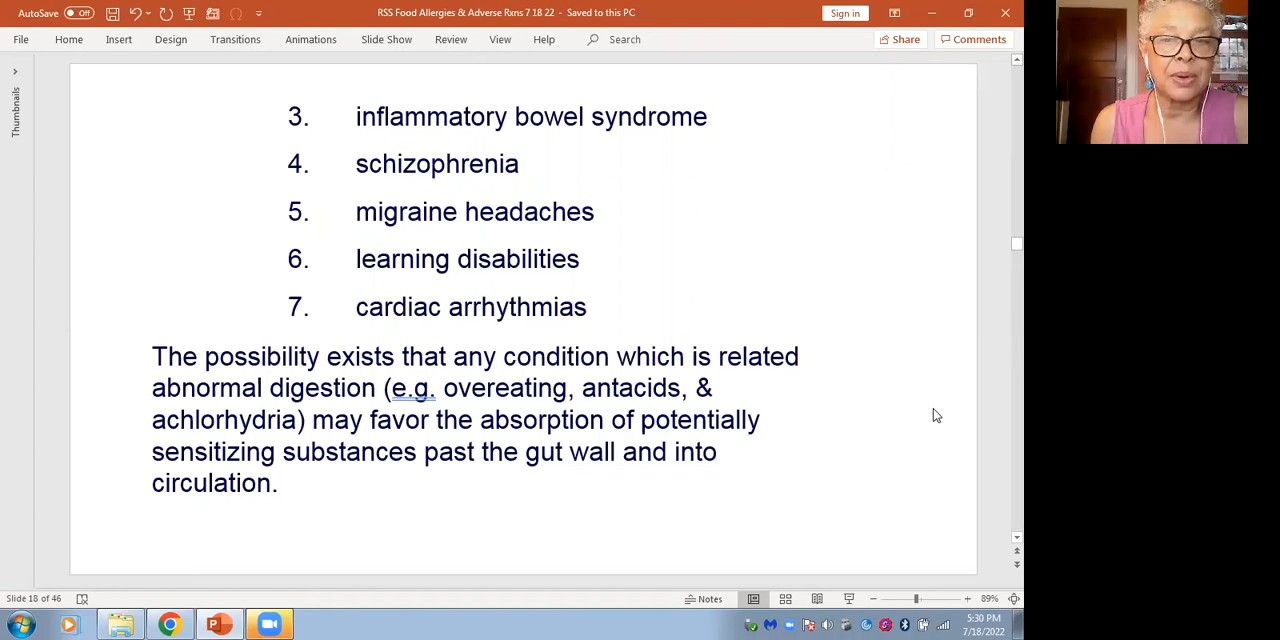 AutoSave Off RSS Food Allergies & Adverse Rxns 7 18 22 - Saved to this PC Sign in
File Home Insert Design Transitions Animations Slide Show Review View Help Search Share Comments
Thumbnails
3. inflammatory bowel syndrome
4. schizophrenia
5. migraine headaches
6. learning disabilities
7. cardiac arrhythmias
The possibility exists that any condition which is related
abnormal digestion (e.g. overeating, antacids, &
achlorhydria) may favor the absorption of potentially
sensitizing substances past the gut wall and into
circulation.
Slide 18 of 46 Notes 89%
5:30 PM
7/18/2022